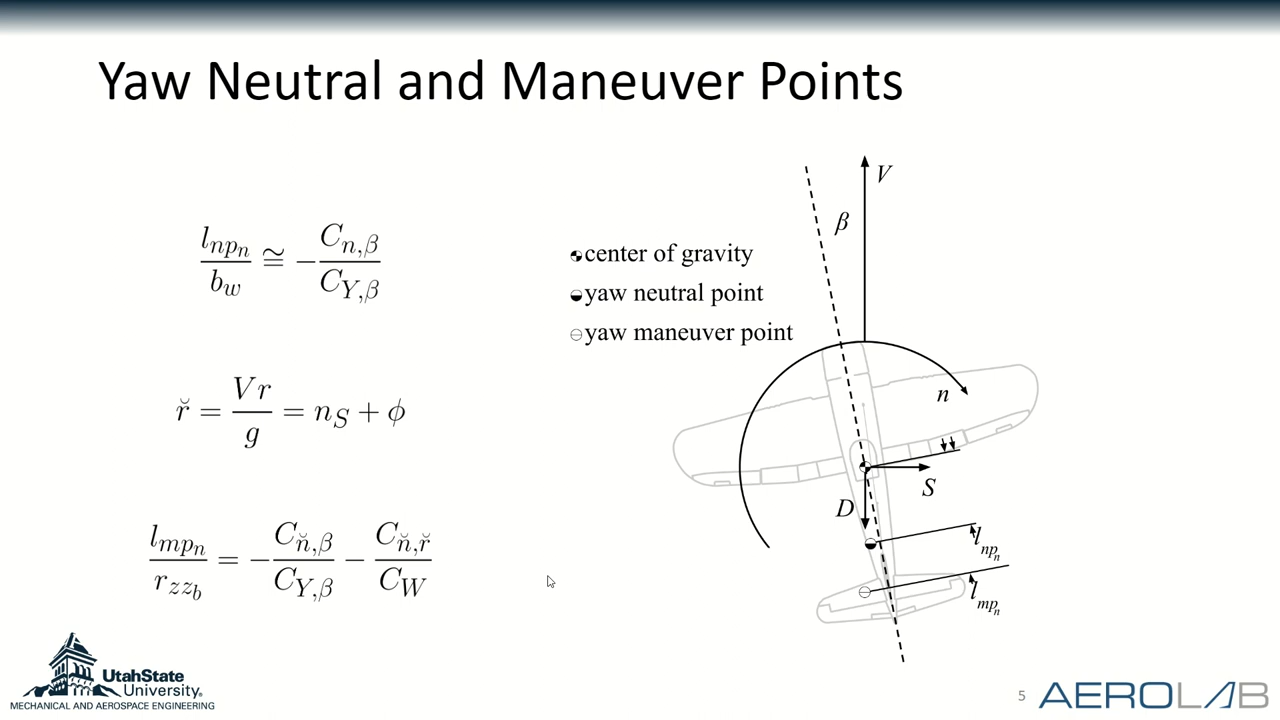 Yaw Neutral and Maneuver Points
l_{np_n} / b_w ≅ − C_{n,β} / C_{Y,β}
r̆ = Vr / g = n_S + ϕ
l_{mp_n} / r_{zz_b} = − C_{n̆,β} / C_{Y,β} − C_{n̆,r̆} / C_W
center of gravity
yaw neutral point
yaw maneuver point
V
β
n
S
D
l_{np_n}
l_{mp_n}
UtahState
University®
MECHANICAL AND AEROSPACE ENGINEERING
5
AEROLAB